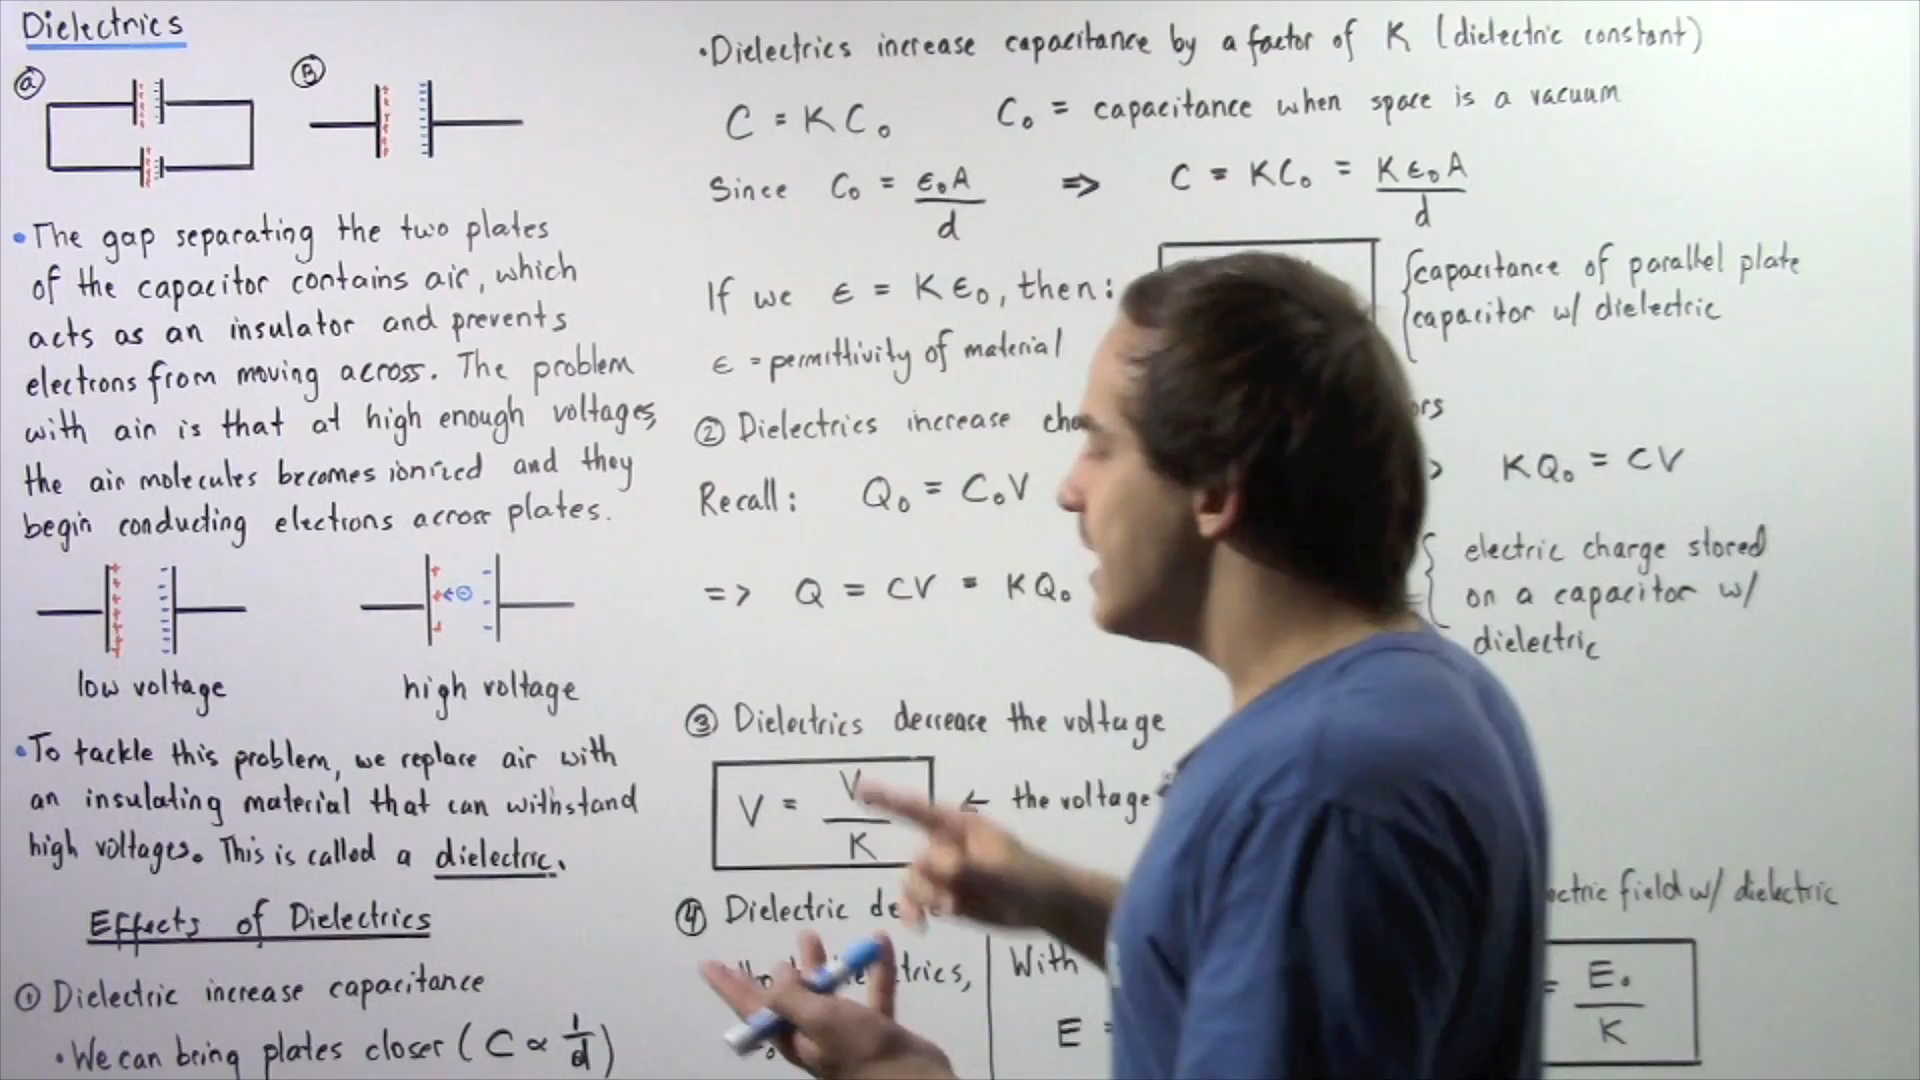 Dielectrics
a
B
• The gap separating the two plates
of the capacitor contains air, which
acts as an insulator and prevents
electrons from moving across. The problem
with air is that at high enough voltages,
the air molecules becomes ionized and they
begin conducting electrons across plates.
low voltage
high voltage
• To tackle this problem, we replace air with
an insulating material that can withstand
high voltages. This is called a dielectric.
Effects of Dielectrics
① Dielectric increase capacitance
• We can bring plates closer (C ∝ 1/d)
• Dielectrics increase capacitance by a factor of K (dielectric constant)
C = KC₀ C₀ = capacitance when space is a vacuum
Since C₀ = ε₀A/d => C = KC₀ = Kε₀A/d
If we ε = Kε₀, then:
{capacitance of parallel plate
capacitor w/ dielectric
ε = permittivity of material
② Dielectrics increase
Recall: Q₀ = C₀V
KQ₀ = CV
=> Q = CV = KQ₀
{electric charge stored
on a capacitor w/
dielectric
③ Dielectrics decrease the voltage
V = V₀/K ← the voltage
④ Dielectric
field w/ dielectric
With
E =
= E₀/K